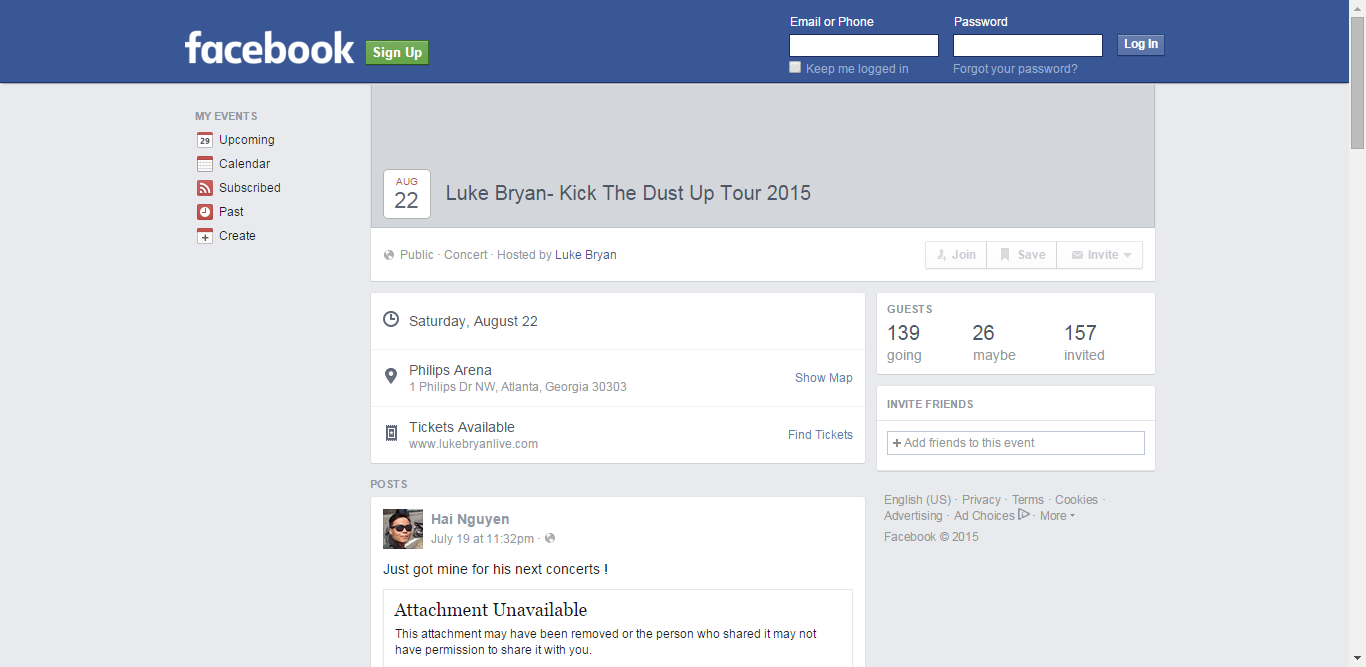 facebook
Sign Up
Email or Phone
Password
Log In
Keep me logged in
Forgot your password?
MY EVENTS
29
Upcoming
Calendar
Subscribed
Past
Create
AUG
22
Luke Bryan- Kick The Dust Up Tour 2015
Public · Concert · Hosted by Luke Bryan
Join
Save
Invite
Saturday, August 22
Philips Arena
1 Philips Dr NW, Atlanta, Georgia 30303
Show Map
Tickets Available
www.lukebryanlive.com
Find Tickets
GUESTS
139 26 157
going maybe invited
INVITE FRIENDS
+ Add friends to this event
English (US) · Privacy · Terms · Cookies ·
Advertising · Ad Choices · More
Facebook © 2015
POSTS
Hai Nguyen
July 19 at 11:32pm ·
Just got mine for his next concerts !
Attachment Unavailable
This attachment may have been removed or the person who shared it may not
have permission to share it with you.